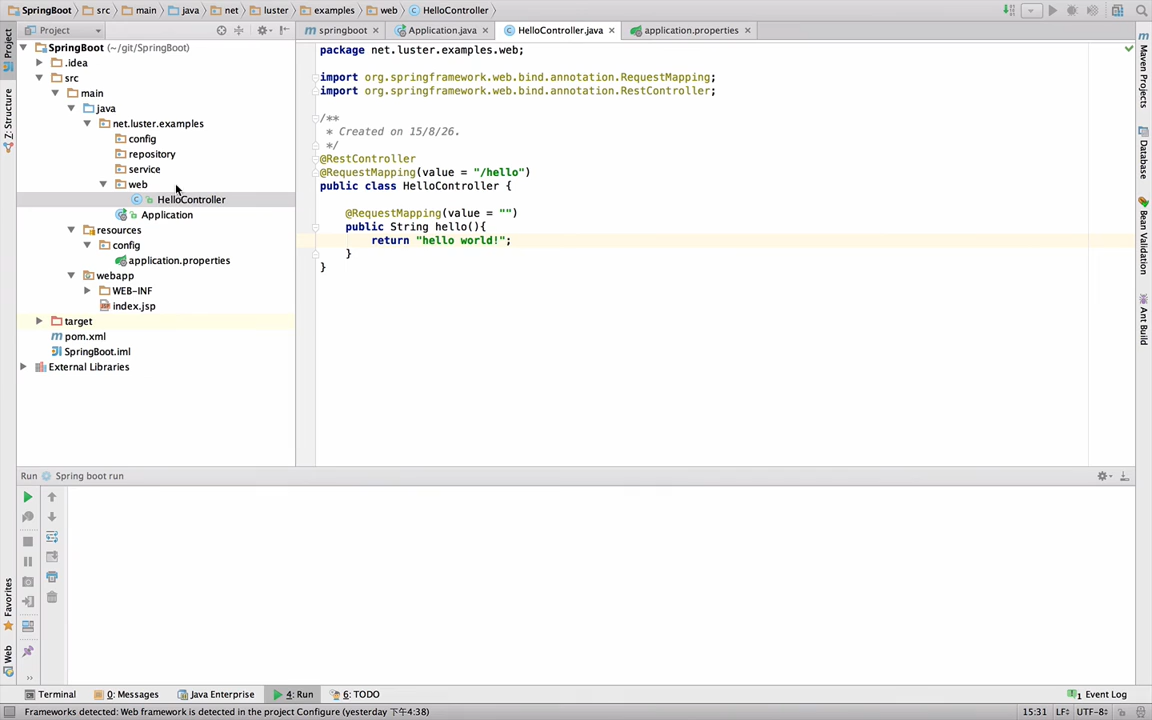 SpringBoot src main java net luster examples web HelloController
Project
springboot Application.java HelloController.java application.properties
1: Project
Z: Structure
Favorites
Web
SpringBoot (~/git/SpringBoot)
.idea
src
main
java
net.luster.examples
config
repository
service
web
HelloController
Application
resources
config
application.properties
webapp
WEB-INF
index.jsp
target
pom.xml
SpringBoot.iml
External Libraries
package net.luster.examples.web;
import org.springframework.web.bind.annotation.RequestMapping;
import org.springframework.web.bind.annotation.RestController;
/**
* Created on 15/8/26.
*/
@RestController
@RequestMapping(value = "/hello")
public class HelloController {
@RequestMapping(value = "")
public String hello(){
return "hello world!";
}
}
Maven Projects
Database
Bean Validation
Ant Build
Run Spring boot run
Terminal 0: Messages Java Enterprise 4: Run 6: TODO 1 Event Log
Frameworks detected: Web framework is detected in the project Configure (yesterday 下午4:38) 15:31 LF÷ UTF-8÷